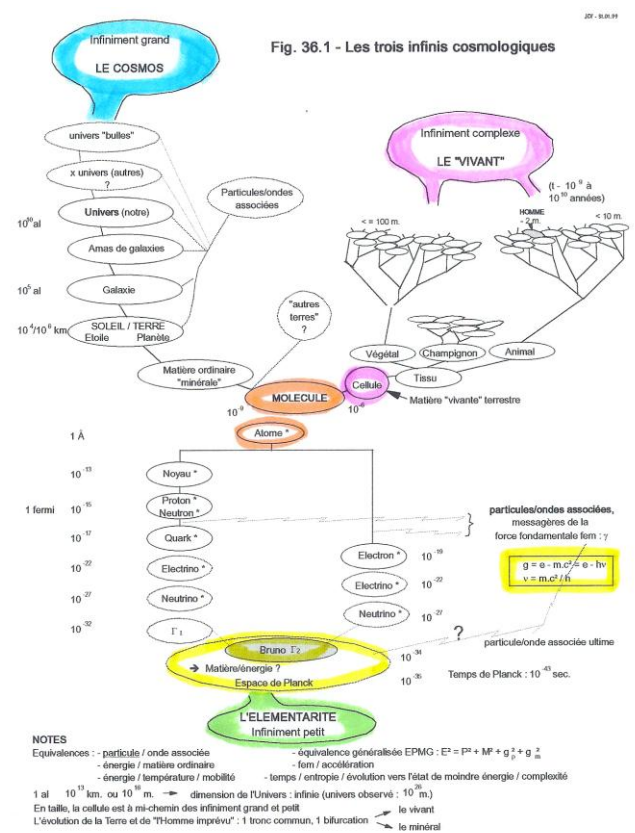 JDF - 01.01.99
Fig. 36.1 - Les trois infinis cosmologiques
Infiniment grand
LE COSMOS
Infiniment complexe
LE "VIVANT"
(t - 10⁹ à
10¹⁰ années)
univers "bulles"
x univers (autres)
?
Univers (notre)
Particules/ondes
associées
10¹⁰al
Amas de galaxies
10⁵ al
Galaxie
SOLEIL / TERRE
Etoile Planète
< = 100 m.
HOMME
- 2 m.
< 10 m.
"autres
terres"
?
Végétal
Champignon
Animal
Matière ordinaire
"minérale"
MOLECULE
Cellule
Tissu
Matière "vivante" terrestre
10⁻⁹
10⁻⁶
Atome *
1 Å
10⁻¹³
Noyau *
1 fermi
10⁻¹⁵
Proton *
Neutron *
10⁻¹⁷
Quark *
10⁻²²
Electrino *
10⁻²⁷
Neutrino *
10⁻³²
Γ₁
Electron *
10⁻¹⁹
Electrino *
10⁻²²
Neutrino *
10⁻²⁷
particules/ondes associées,
messagères de la
force fondamentale fem : γ
g = e - m.c² = e - hν
ν = m.c² / h
?
particule/onde associée ultime
Bruno Γ₂
→ Matière/énergie ?
Espace de Planck
10⁻³⁴
10⁻³⁵
Temps de Planck : 10⁻⁴³ sec.
L'ELEMENTARITE
Infiniment petit
NOTES
Equivalences : - particule / onde associée - équivalence généralisée EPMG : E² = P² + M² + g²p + g²m
- énergie / matière ordinaire - fem / accélération
- énergie / température / mobilité - temps / entropie / évolution vers l'état de moindre énergie / complexité
1 al 10¹³ km. ou 10¹⁶ m. → dimension de l'Univers : infinie (univers observé : 10²⁶ m.)
En taille, la cellule est à mi-chemin des infiniment grand et petit
L'évolution de la Terre et de "l'Homme imprévu" : 1 tronc commun, 1 bifurcation
le vivant
le minéral